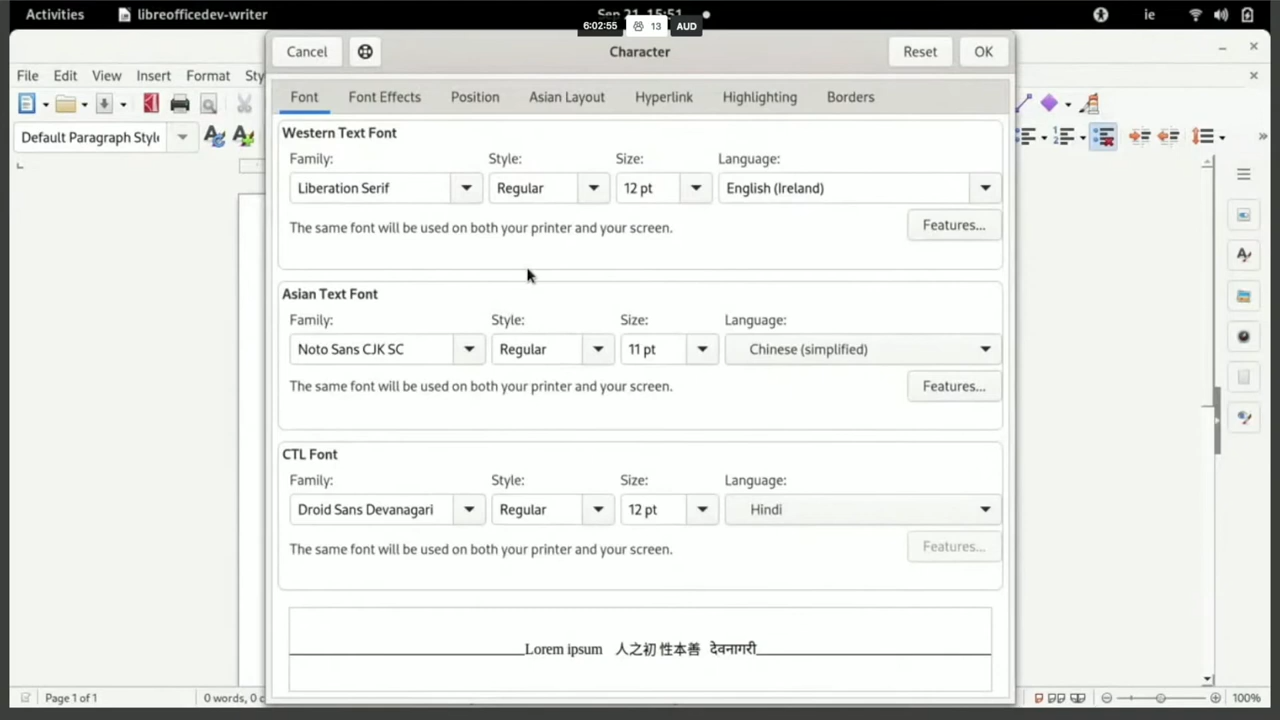 Activities libreofficedev-writer Sep 21 15:51 ie
6:02:55 13 AUD
Cancel Character Reset OK
File Edit View Insert Format Sty
Font Font Effects Position Asian Layout Hyperlink Highlighting Borders
Default Paragraph Style
Western Text Font
Family: Style: Size: Language:
Liberation Serif Regular 12 pt English (Ireland)
The same font will be used on both your printer and your screen. Features...
Asian Text Font
Family: Style: Size: Language:
Noto Sans CJK SC Regular 11 pt Chinese (simplified)
The same font will be used on both your printer and your screen. Features...
CTL Font
Family: Style: Size: Language:
Droid Sans Devanagari Regular 12 pt Hindi
The same font will be used on both your printer and your screen. Features...
Lorem ipsum 人之初 性本善 देवनागरी
Page 1 of 1 0 words, 0 c 100%